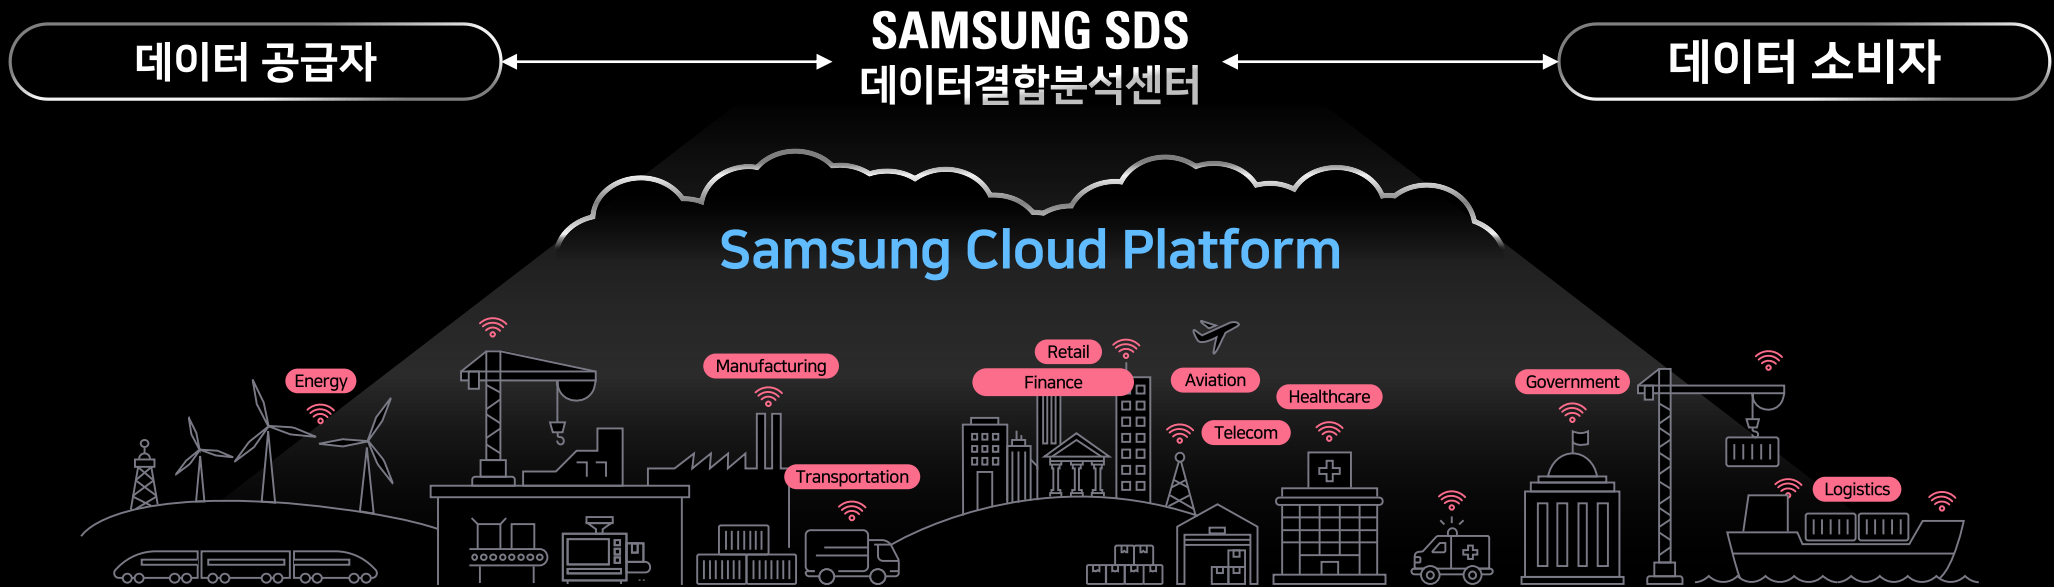 데이터 공급자
SAMSUNG SDS
데이터결합분석센터
데이터 소비자
Samsung Cloud Platform
Energy
Manufacturing
Transportation
Retail
Finance
Aviation
Telecom
Healthcare
Government
Logistics